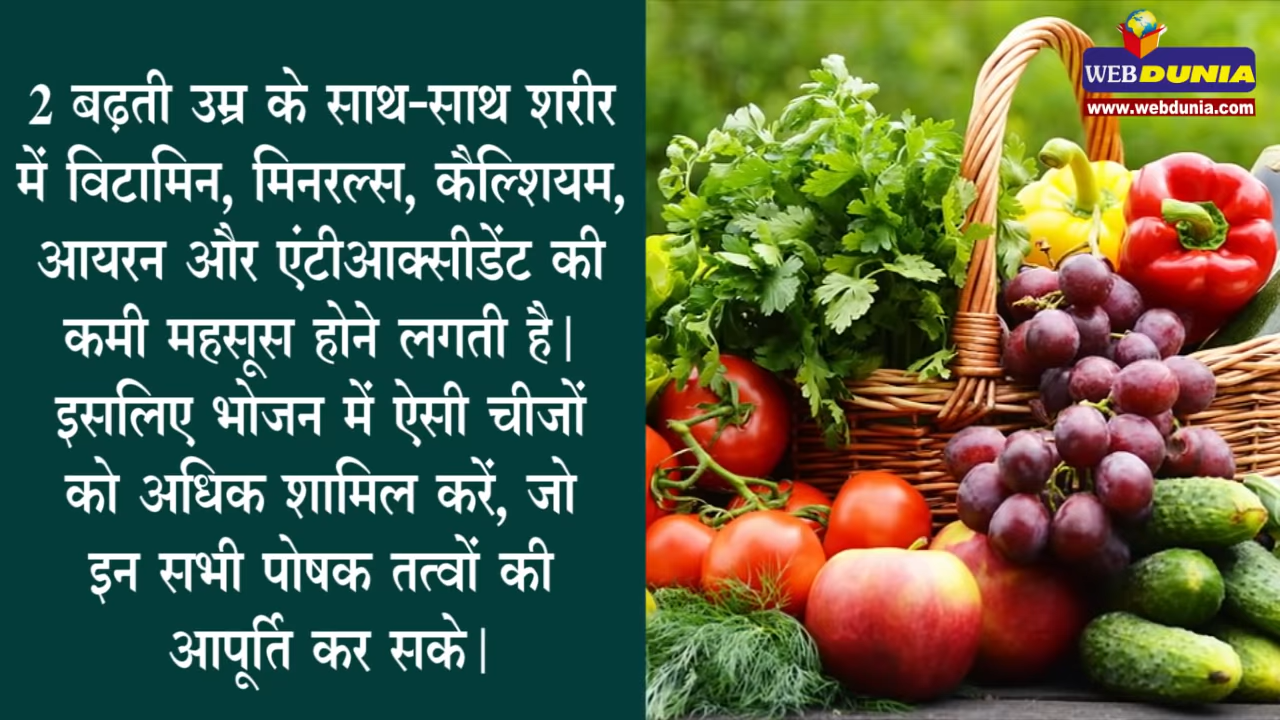 2 बढ़ती उम्र के साथ-साथ शरीर
में विटामिन, मिनरल्स, कैल्शियम,
आयरन और एंटीआक्सीडेंट की
कमी महसूस होने लगती है।
इसलिए भोजन में ऐसी चीजों
को अधिक शामिल करें, जो
इन सभी पोषक तत्वों की
आपूर्ति कर सके।
WEBDUNIA
www.webdunia.com